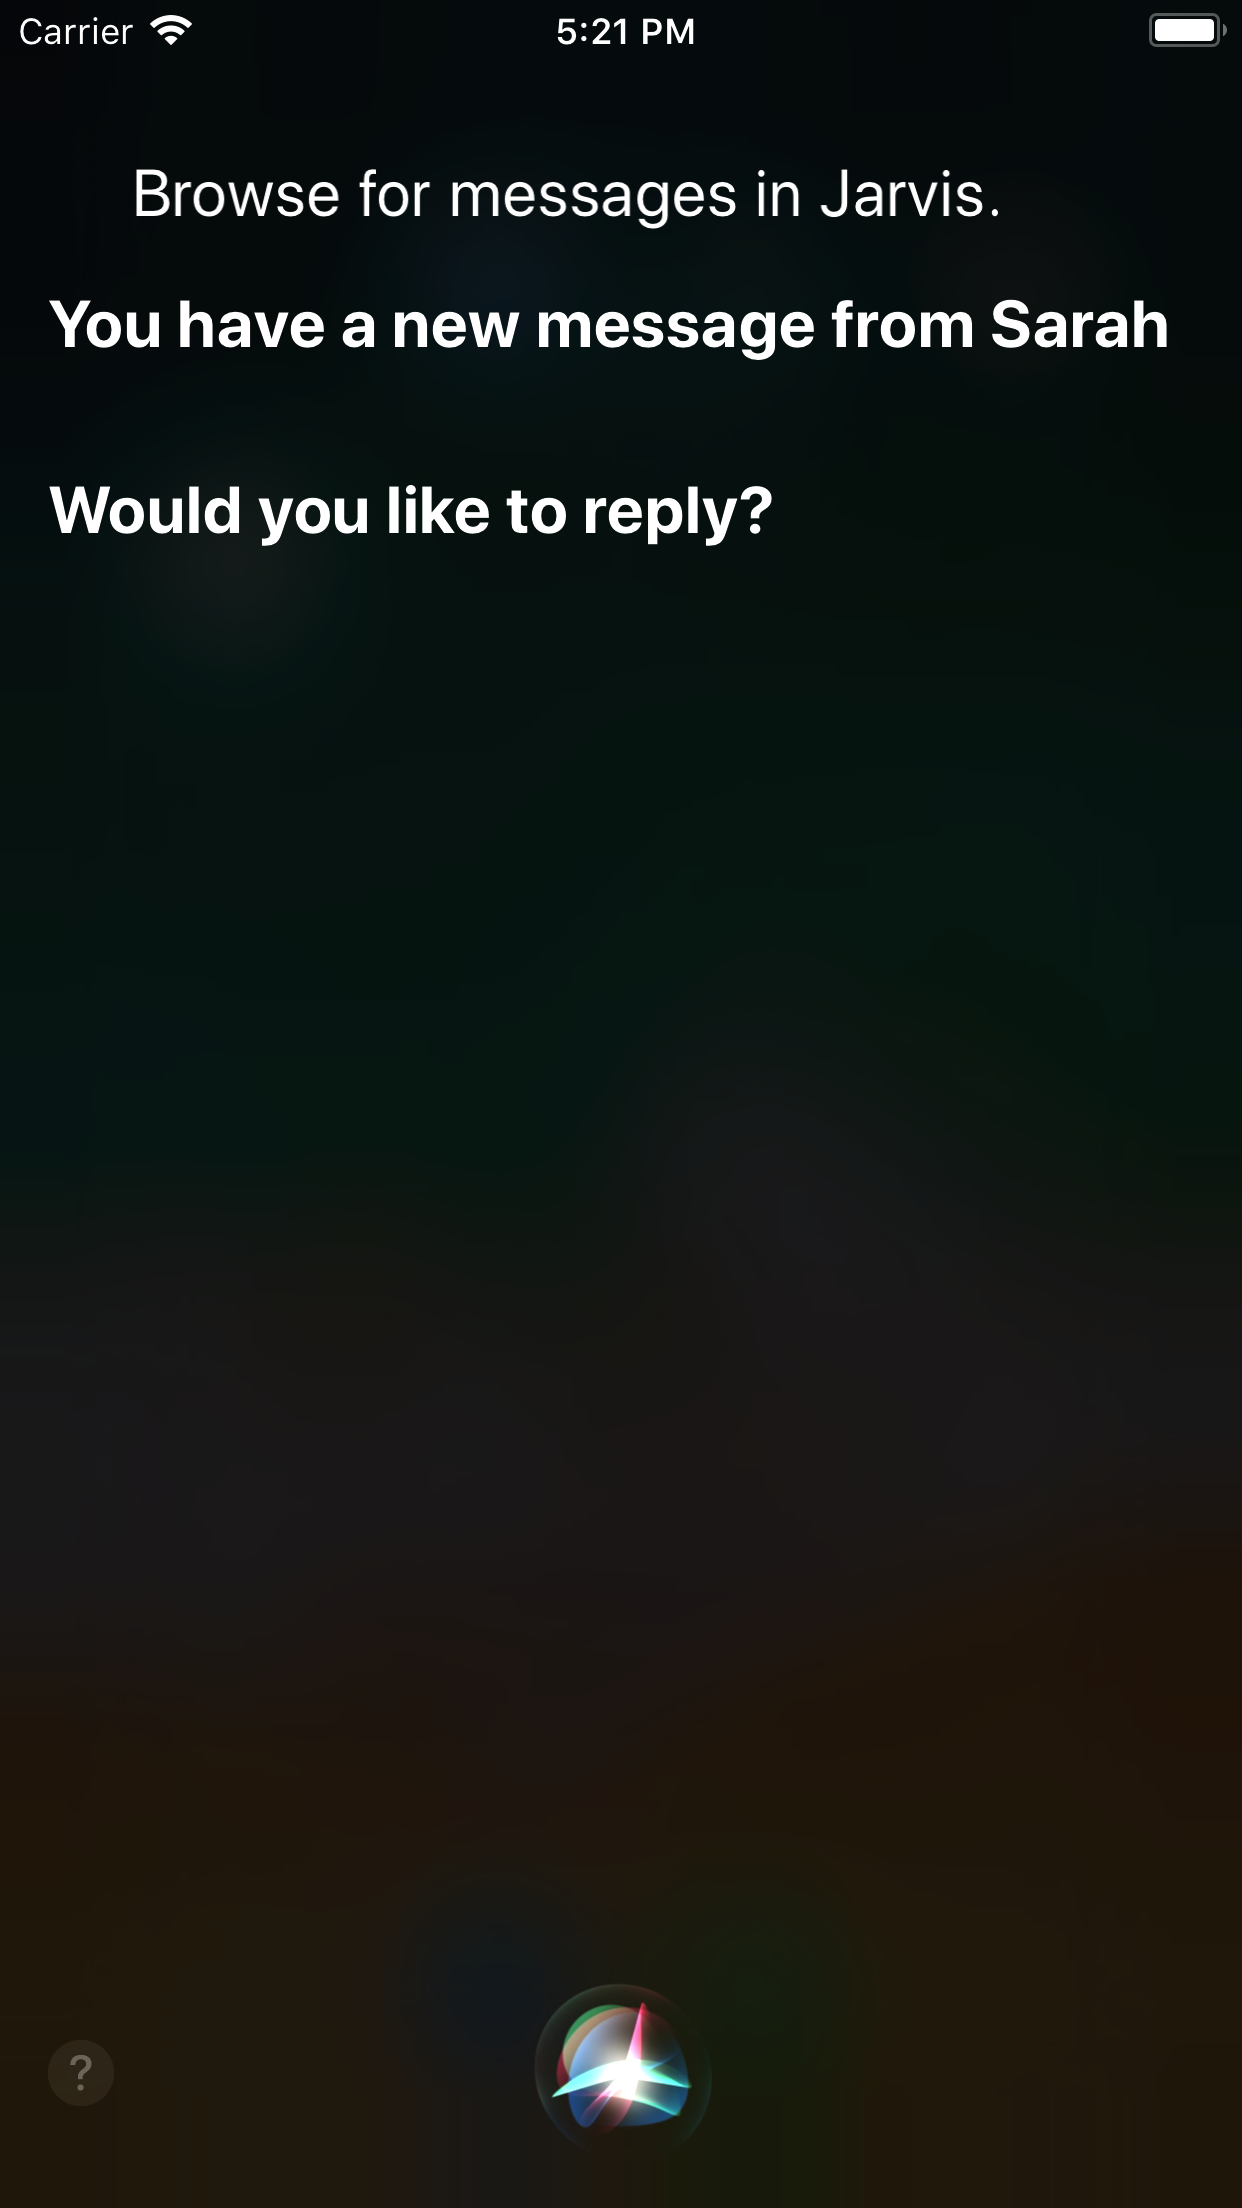 Carrier 5:21 PM
Browse for messages in Jarvis.
You have a new message from Sarah
Would you like to reply?
?